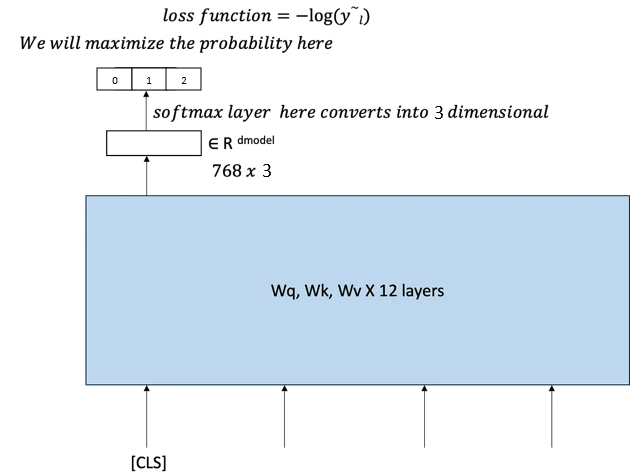 loss function = −log(y~ₗ)
We will maximize the probability here
0 1 2
softmax layer here converts into 3 dimensional
∈ R dmodel
768 x 3
Wq, Wk, Wv X 12 layers
[CLS]